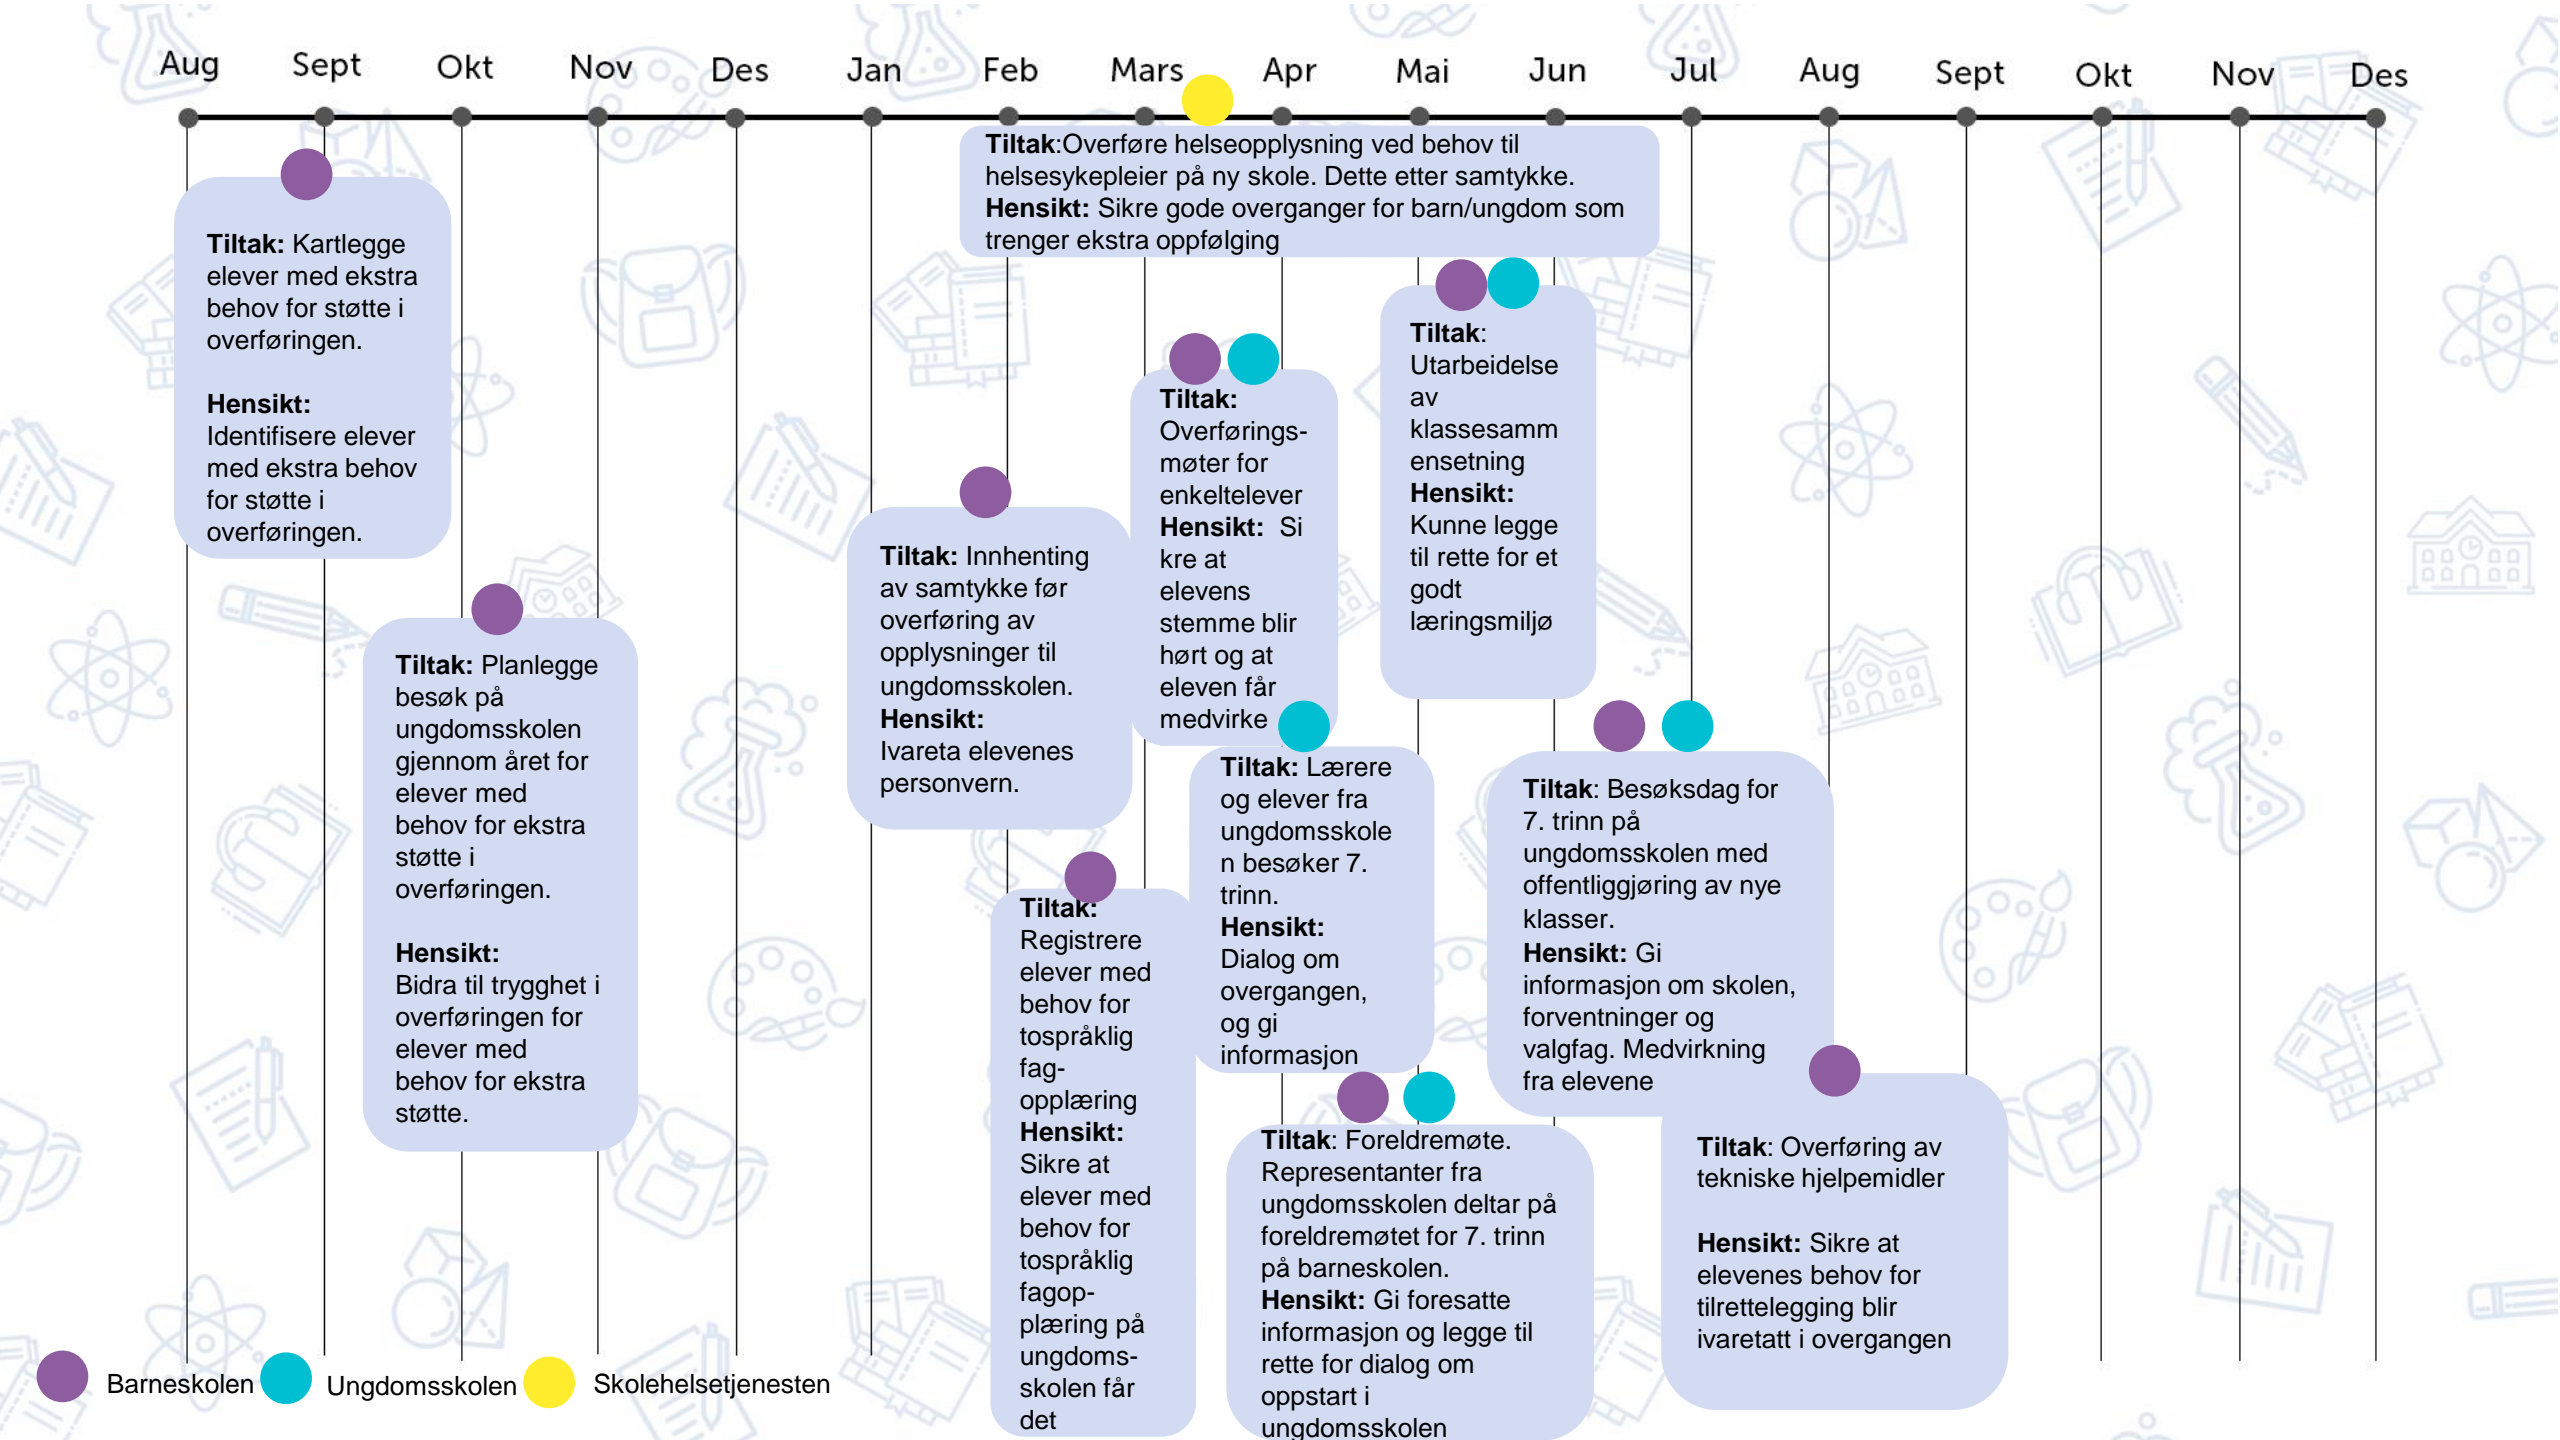 Aug Sept Okt Nov Des Jan Feb Mars Apr Mai Jun Jul Aug Sept Okt Nov Des
Tiltak:Overføre helseopplysning ved behov til
helsesykepleier på ny skole. Dette etter samtykke.
Hensikt: Sikre gode overganger for barn/ungdom som
trenger ekstra oppfølging
Tiltak: Kartlegge
elever med ekstra
behov for støtte i
overføringen.
Hensikt:
Identifisere elever
med ekstra behov
for støtte i
overføringen.
Tiltak: Planlegge
besøk på
ungdomsskolen
gjennom året for
elever med
behov for ekstra
støtte i
overføringen.
Hensikt:
Bidra til trygghet i
overføringen for
elever med
behov for ekstra
støtte.
Tiltak: Innhenting
av samtykke før
overføring av
opplysninger til
ungdomsskolen.
Hensikt:
Ivareta elevenes
personvern.
Tiltak:
Registrere
elever med
behov for
tospråklig
fag-
opplæring
Hensikt:
Sikre at
elever med
behov for
tospråklig
fagop-
plæring på
ungdoms-
skolen får
det
Tiltak:
Overførings-
møter for
enkeltelever
Hensikt: Si
kre at
elevens
stemme blir
hørt og at
eleven får
medvirke
Tiltak: Lærere
og elever fra
ungdomsskole
n besøker 7.
trinn.
Hensikt:
Dialog om
overgangen,
og gi
informasjon
Tiltak: Foreldremøte.
Representanter fra
ungdomsskolen deltar på
foreldremøtet for 7. trinn
på barneskolen.
Hensikt: Gi foresatte
informasjon og legge til
rette for dialog om
oppstart i
ungdomsskolen
Tiltak:
Utarbeidelse
av
klassesamm
ensetning
Hensikt:
Kunne legge
til rette for et
godt
læringsmiljø
Tiltak: Besøksdag for
7. trinn på
ungdomsskolen med
offentliggjøring av nye
klasser.
Hensikt: Gi
informasjon om skolen,
forventninger og
valgfag. Medvirkning
fra elevene
Tiltak: Overføring av
tekniske hjelpemidler
Hensikt: Sikre at
elevenes behov for
tilrettelegging blir
ivaretatt i overgangen
Barneskolen Ungdomsskolen Skolehelsetjenesten